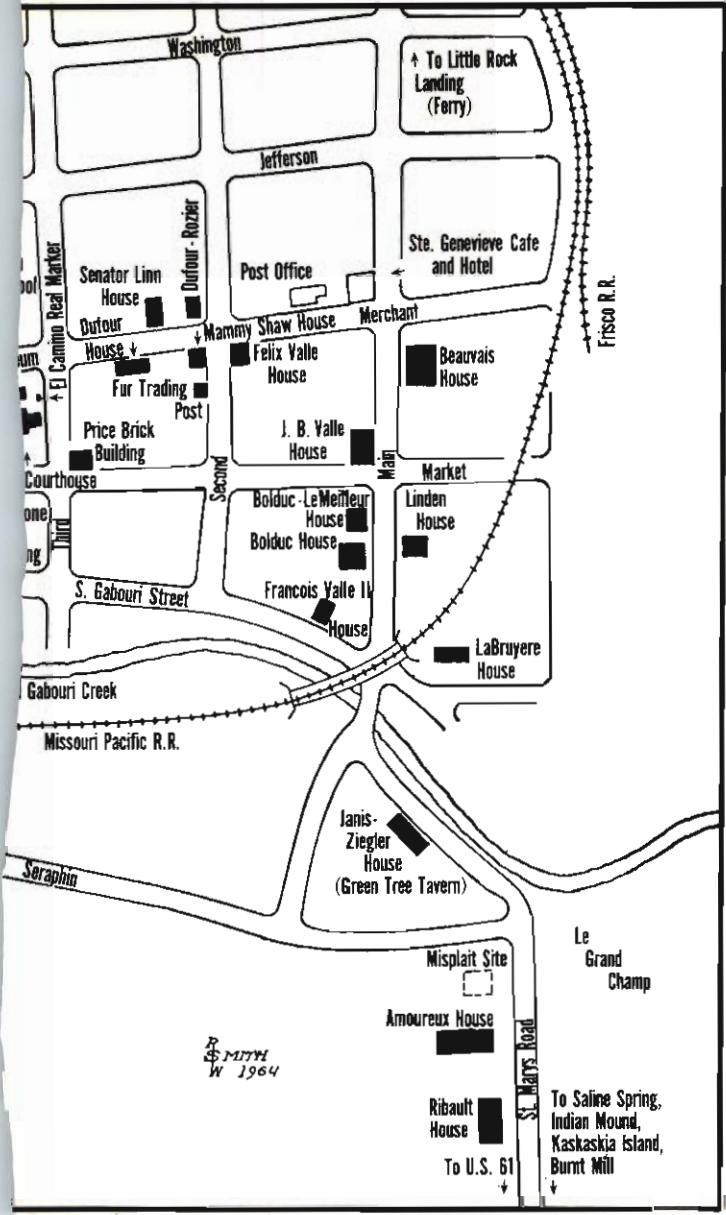 Washington
↑ To Little Rock
Landing
(Ferry)
Jefferson
El Camino Real Marker
Senator Linn
House
Dufour - Rozier
Post Office
Ste. Genevieve Cafe
and Hotel
Frisco R.R.
Dufour
House
Mammy Shaw House
Merchant
Felix Valle
House
Beauvais
House
Fur Trading
Post
Price Brick
Building
J. B. Valle
House
Courthouse
Second
Main
Market
Third
Bolduc-LeMeilleur
House
Bolduc House
Linden
House
Francois Valle II
House
S. Gabouri Street
LaBruyere
House
Gabouri Creek
Missouri Pacific R.R.
Janis-
Ziegler
House
(Green Tree Tavern)
Seraphin
Le
Grand
Champ
Misplait Site
Amoureux House
R
SMITH
W 1964
St. Marys Road
Ribault
House
To U.S. 61
To Saline Spring,
Indian Mound,
Kaskaskia Island,
Burnt Mill